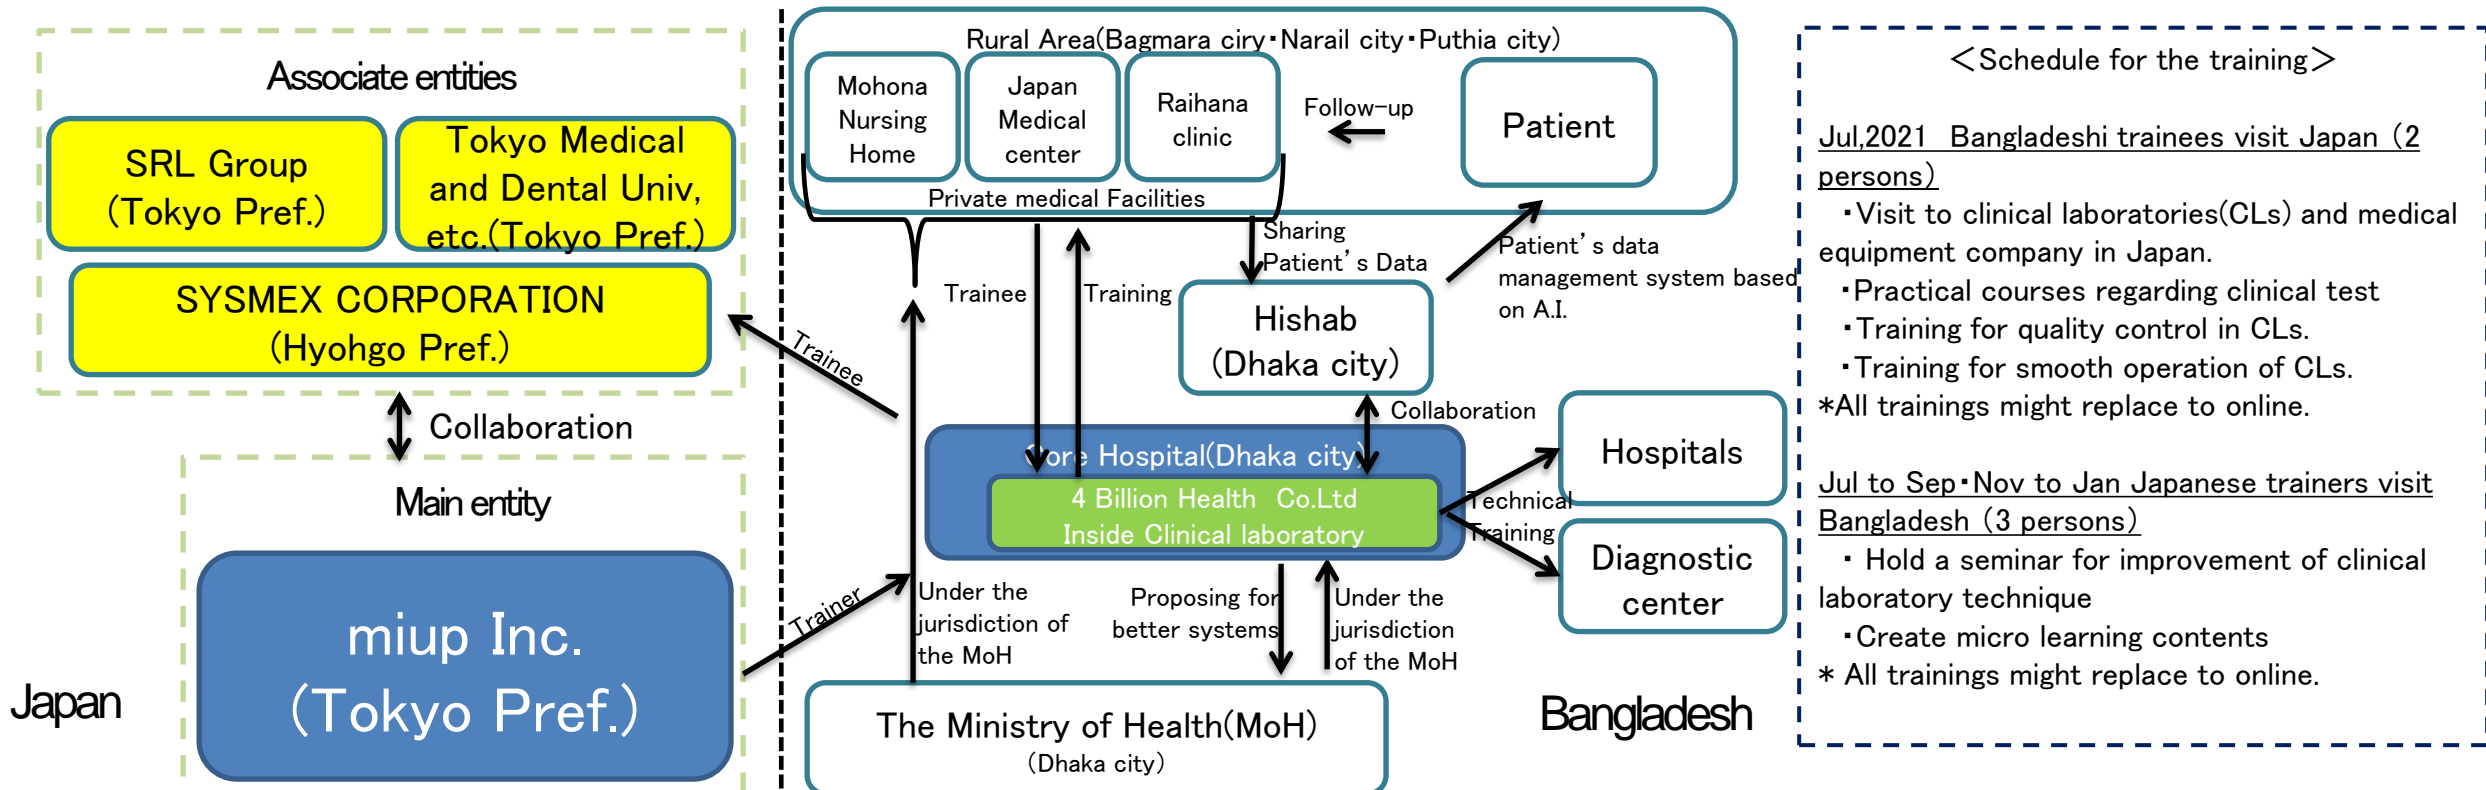 Associate entities
SRL Group
(Tokyo Pref.)
Tokyo Medical
and Dental Univ,
etc.(Tokyo Pref.)
SYSMEX CORPORATION
(Hyohgo Pref.)
Collaboration
Main entity
miup Inc.
(Tokyo Pref.)
Japan
Rural Area(Bagmara ciry・Narail city・Puthia city)
Mohona
Nursing
Home
Japan
Medical
center
Raihana
clinic
Follow-up
Patient
Private medical Facilities
Trainee
Training
Sharing
Patient’s Data
Patient’s data
management system based
on A.I.
Hishab
(Dhaka city)
Trainee
Collaboration
Core Hospital(Dhaka city)
4 Billion Health Co.Ltd
Inside Clinical laboratory
Technical
Training
Hospitals
Diagnostic
center
Trainer
Under the
jurisdiction of
the MoH
Proposing for
better systems
Under the
jurisdiction
of the MoH
The Ministry of Health(MoH)
(Dhaka city)
Bangladesh
＜Schedule for the training＞
Jul,2021 Bangladeshi trainees visit Japan (2
persons)
・Visit to clinical laboratories(CLs) and medical
equipment company in Japan.
・Practical courses regarding clinical test
・Training for quality control in CLs.
・Training for smooth operation of CLs.
*All trainings might replace to online.
Jul to Sep・Nov to Jan Japanese trainers visit
Bangladesh (3 persons)
・ Hold a seminar for improvement of clinical
laboratory technique
・Create micro learning contents
* All trainings might replace to online.